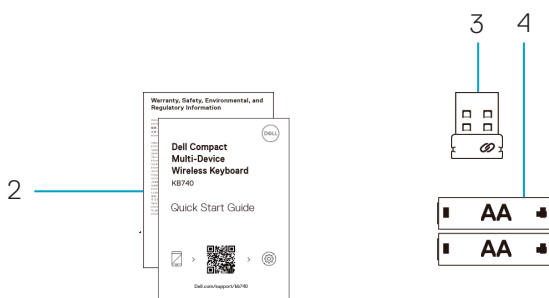 3 4
Warranty, Safety, Environmental, and
Regulatory Information
DELL
Dell Compact
Multi-Device
Wireless Keyboard
KB740
2
Quick Start Guide
Dell.com/support/kb740
AA
AA